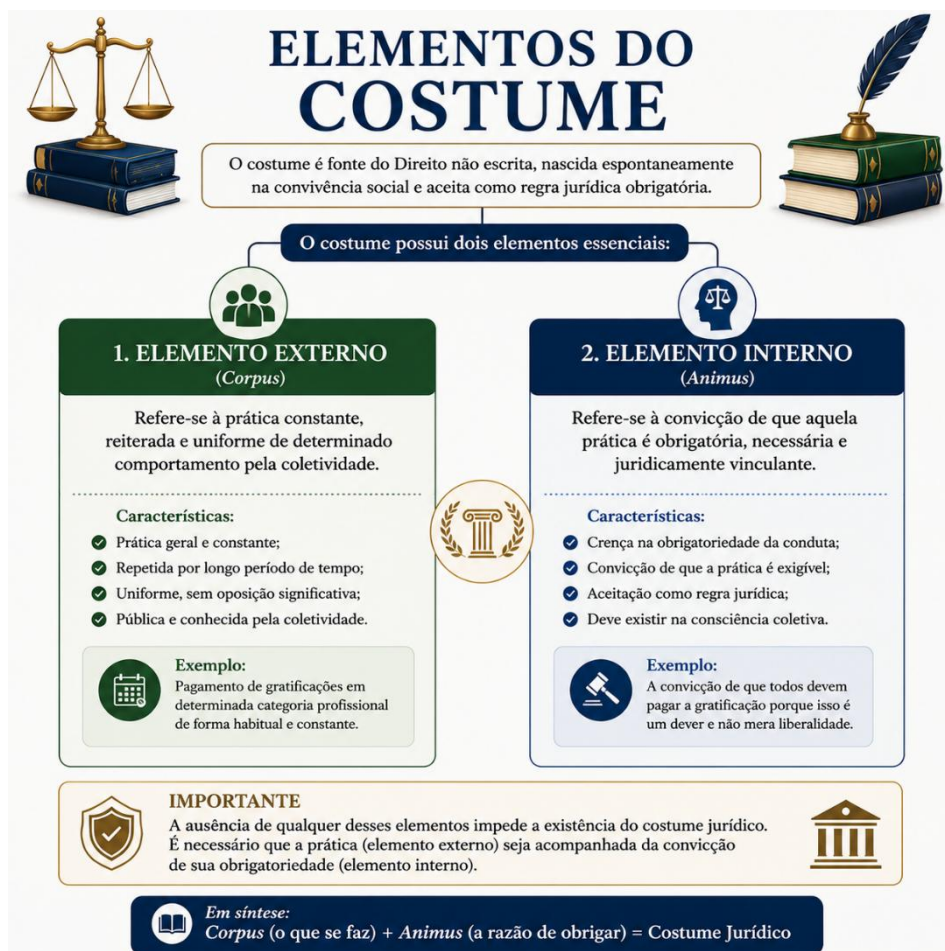 ELEMENTOS DO
COSTUME
O costume é fonte do Direito não escrita, nascida espontaneamente
na convivência social e aceita como regra jurídica obrigatória.
O costume possui dois elementos essenciais:
1. ELEMENTO EXTERNO
(Corpus)
Refere-se à prática constante,
reiterada e uniforme de determinado
comportamento pela coletividade.
Características:
Prática geral e constante;
Repetida por longo período de tempo;
Uniforme, sem oposição significativa;
Pública e conhecida pela coletividade.
Exemplo:
Pagamento de gratificações em
determinada categoria profissional
de forma habitual e constante.
2. ELEMENTO INTERNO
(Animus)
Refere-se à convicção de que aquela
prática é obrigatória, necessária e
juridicamente vinculante.
Características:
Crença na obrigatoriedade da conduta;
Convicção de que a prática é exigível;
Aceitação como regra jurídica;
Deve existir na consciência coletiva.
Exemplo:
A convicção de que todos devem
pagar a gratificação porque isso é
um dever e não mera liberalidade.
IMPORTANTE
A ausência de qualquer desses elementos impede a existência do costume jurídico.
É necessário que a prática (elemento externo) seja acompanhada da convicção
de sua obrigatoriedade (elemento interno).
Em síntese:
Corpus (o que se faz) + Animus (a razão de obrigar) = Costume Jurídico